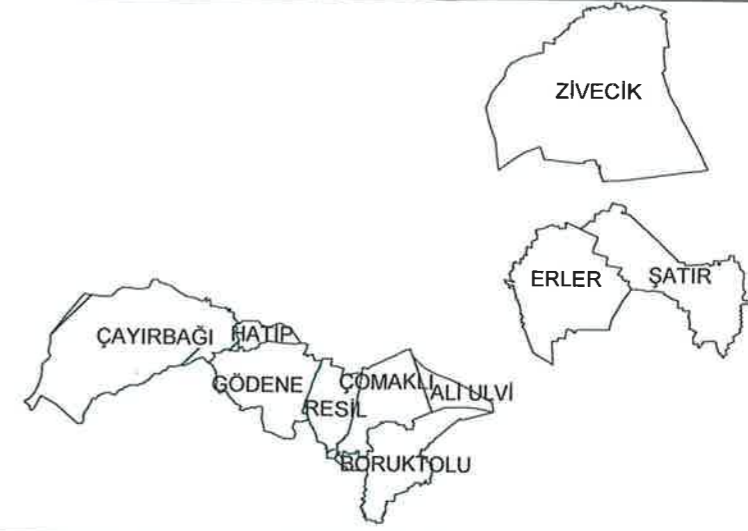 ZİVECİK
ERLER
ŞATIR
ÇAYIRBAĞI
HATİP
GÖDENE
ÇOMAKLI
ALİ ULVİ
RESİL
BORUKTOLU